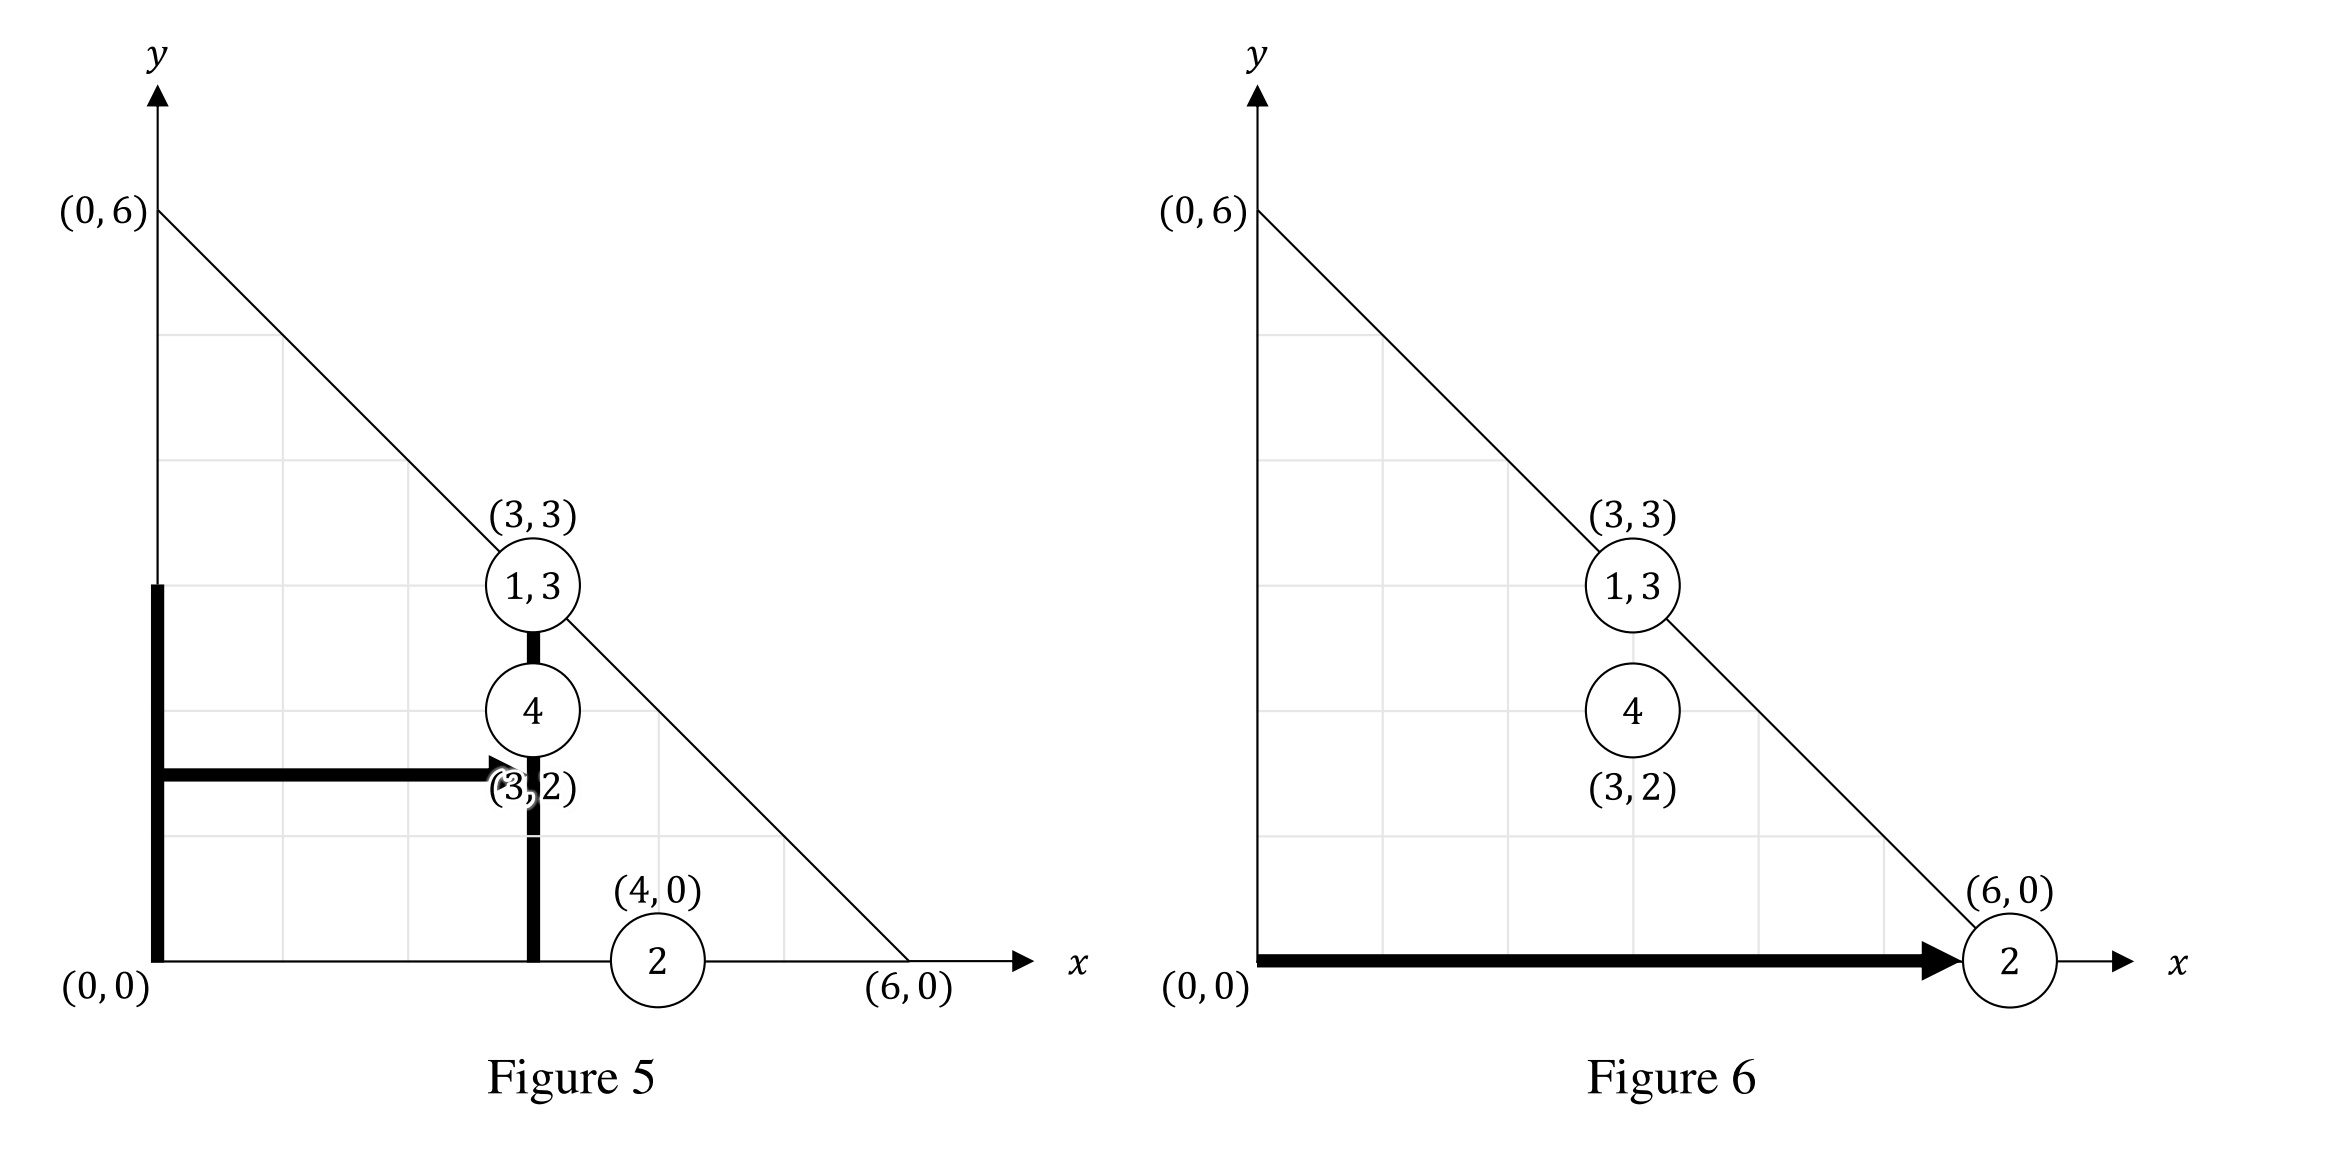 y
(0, 6)
(3, 3)
1, 3
4
(3, 2)
(4, 0)
2
x
(0, 0)
(6, 0)
Figure 5
y
(0, 6)
(3, 3)
1, 3
4
(3, 2)
(6, 0)
2
x
(0, 0)
Figure 6